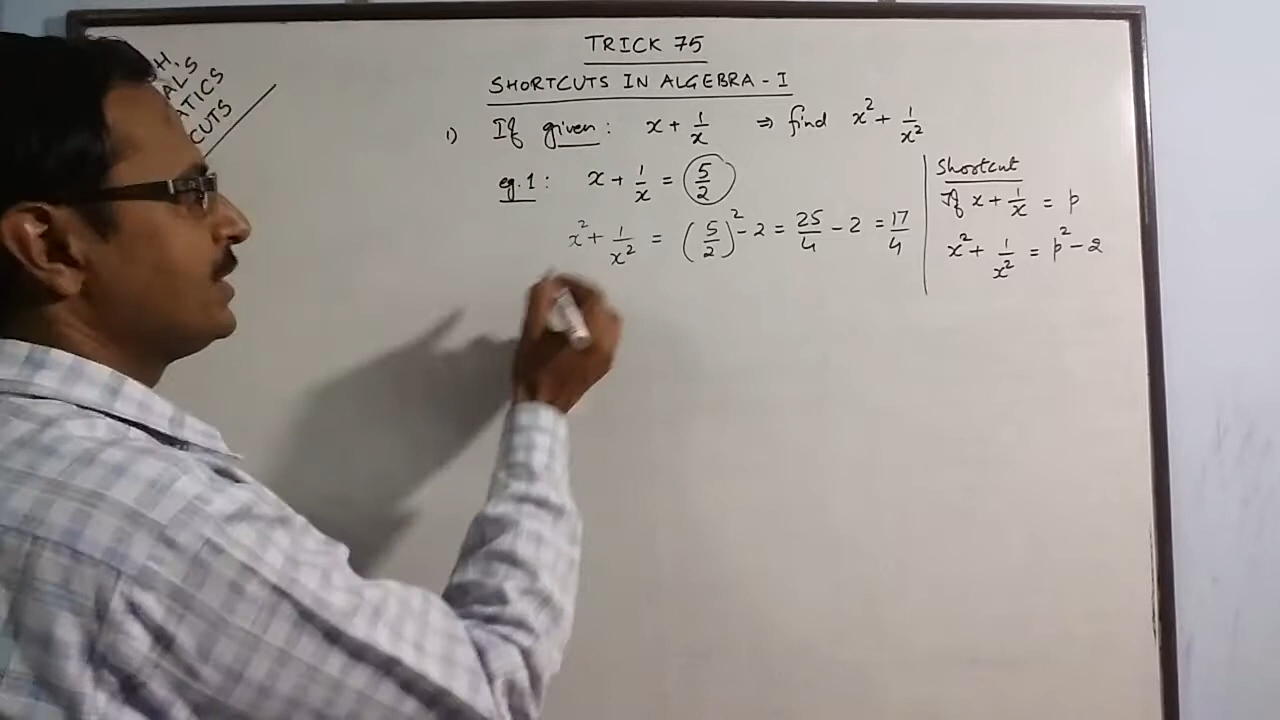 TRICK 75
SHORTCUTS IN ALGEBRA - I
1) If given : x + 1/x ⇒ find x² + 1/x²
eg.1 : x + 1/x = 5/2
x² + 1/x² = (5/2)² - 2 = 25/4 - 2 = 17/4
Shortcut
If x + 1/x = p
x² + 1/x² = p² - 2